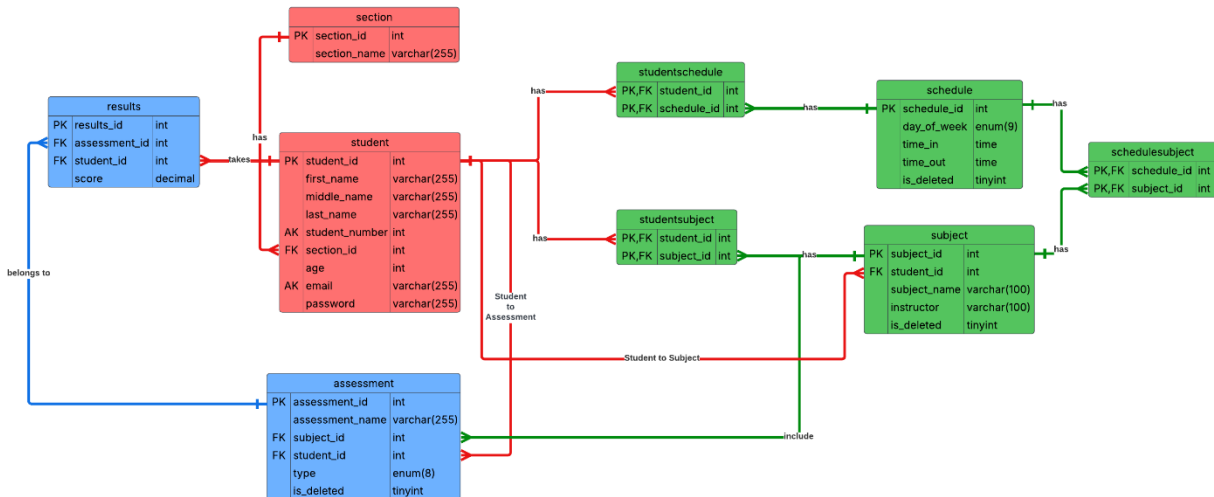 section
PK section_id int
section_name varchar(255)
results
PK results_id int
FK assessment_id int
FK student_id int
score decimal
has
takes
student
PK student_id int
first_name varchar(255)
middle_name varchar(255)
last_name varchar(255)
AK student_number int
FK section_id int
age int
AK email varchar(255)
password varchar(255)
belongs to
has
studentschedule
PK,FK student_id int
PK,FK schedule_id int
has
schedule
PK schedule_id int
day_of_week enum(9)
time_in time
time_out time
is_deleted tinyint
has
schedulesubject
PK,FK schedule_id int
PK,FK subject_id int
has
has
studentsubject
PK,FK student_id int
PK,FK subject_id int
has
subject
PK subject_id int
FK student_id int
subject_name varchar(100)
instructor varchar(100)
is_deleted tinyint
Student
to
Assessment
Student to Subject
assessment
PK assessment_id int
assessment_name varchar(255)
FK subject_id int
FK student_id int
type enum(8)
is_deleted tinyint
include